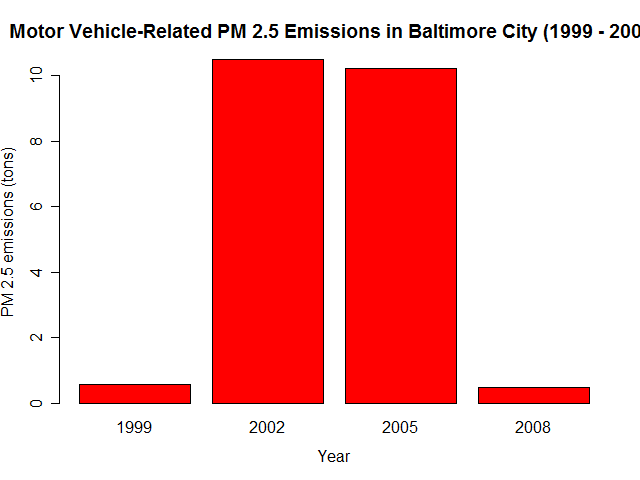 Motor Vehicle-Related PM 2.5 Emissions in Baltimore City (1999 - 200
PM 2.5 emissions (tons)
10
8
6
4
2
0
1999 2002 2005 2008
Year